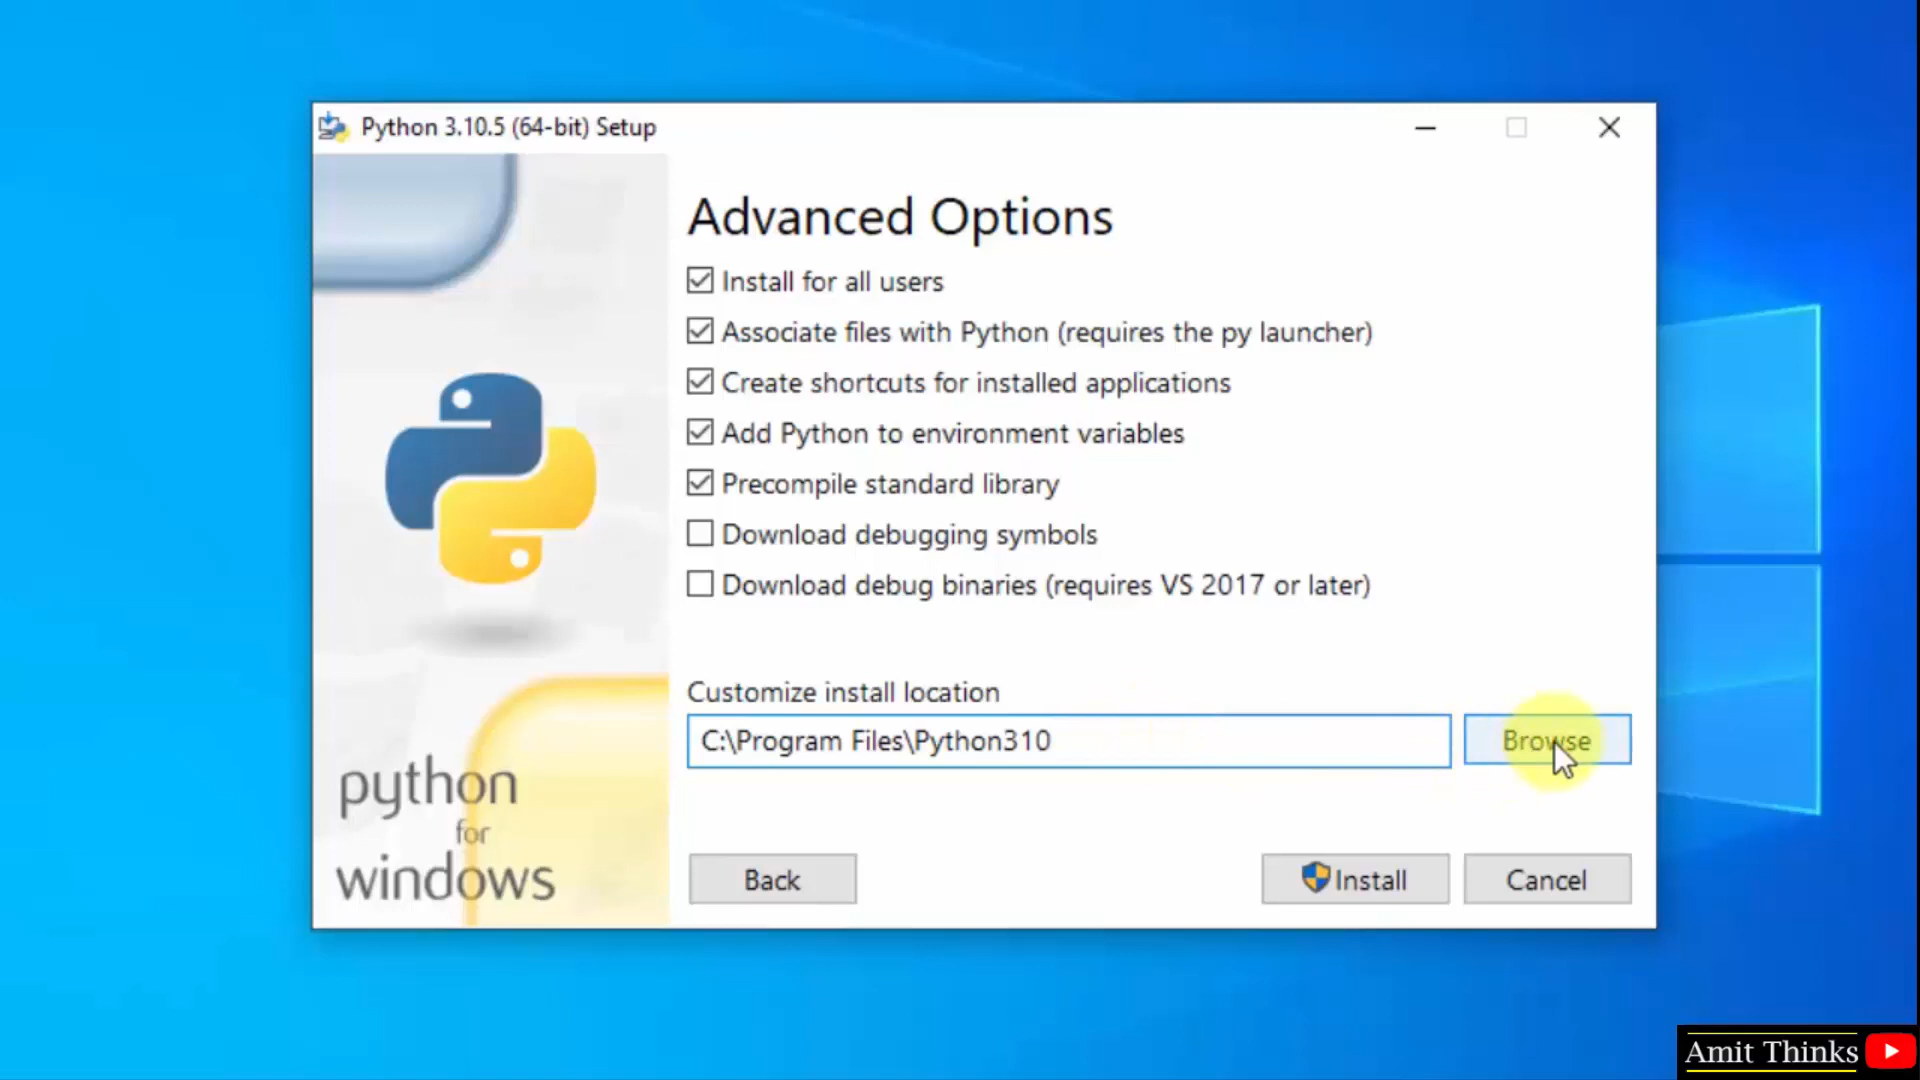 Python 3.10.5 (64-bit) Setup
Advanced Options
Install for all users
Associate files with Python (requires the py launcher)
Create shortcuts for installed applications
Add Python to environment variables
Precompile standard library
Download debugging symbols
Download debug binaries (requires VS 2017 or later)
Customize install location
C:\Program Files\Python310
Browse
python
for
windows
Back
Install
Cancel
Amit Thinks